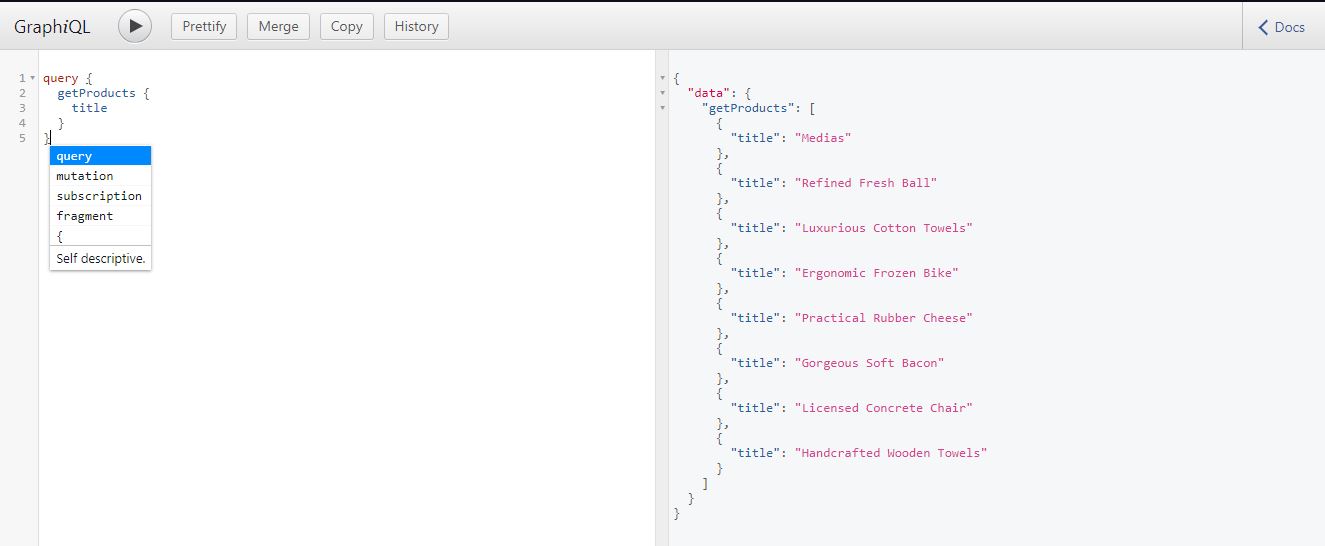 GraphiQL Prettify Merge Copy History Docs
1 query {
2 getProducts {
3 title
4 }
5 }
query
mutation
subscription
fragment
{
Self descriptive.
{
"data": {
"getProducts": [
{
"title": "Medias"
},
{
"title": "Refined Fresh Ball"
},
{
"title": "Luxurious Cotton Towels"
},
{
"title": "Ergonomic Frozen Bike"
},
{
"title": "Practical Rubber Cheese"
},
{
"title": "Gorgeous Soft Bacon"
},
{
"title": "Licensed Concrete Chair"
},
{
"title": "Handcrafted Wooden Towels"
}
]
}
}